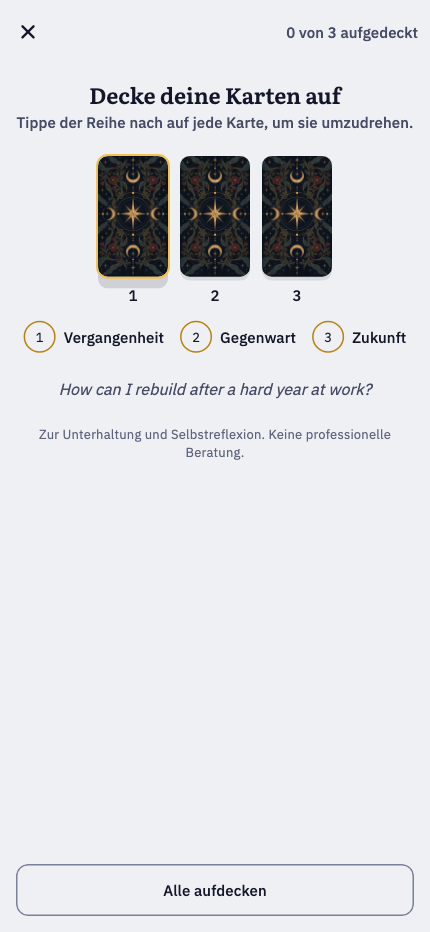 0 von 3 aufgedeckt
Decke deine Karten auf
Tippe der Reihe nach auf jede Karte, um sie umzudrehen.
1 2 3
1 Vergangenheit 2 Gegenwart 3 Zukunft
How can I rebuild after a hard year at work?
Zur Unterhaltung und Selbstreflexion. Keine professionelle
Beratung.
Alle aufdecken